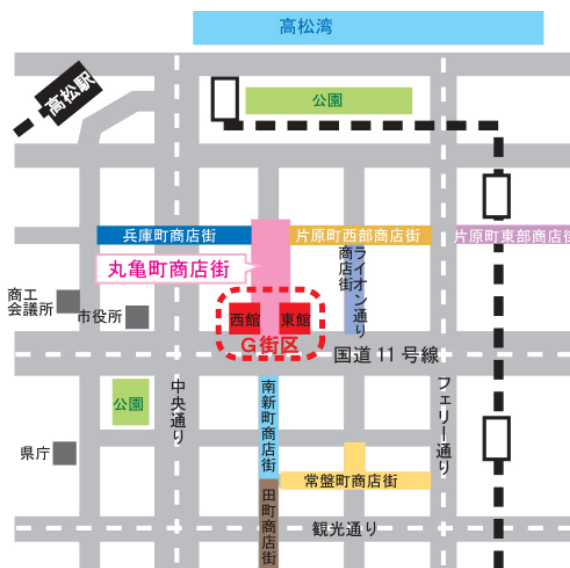 高松湾
高松駅
公園
兵庫町商店街
片原町西部商店街
片原町東部商店街
丸亀町商店街
ライオン通り
商店街
商工
会議所
市役所
西館
東館
G街区
国道11号線
公園
中央通り
南新町商店街
フェリー通り
県庁
常盤町商店街
田町商店街
観光通り